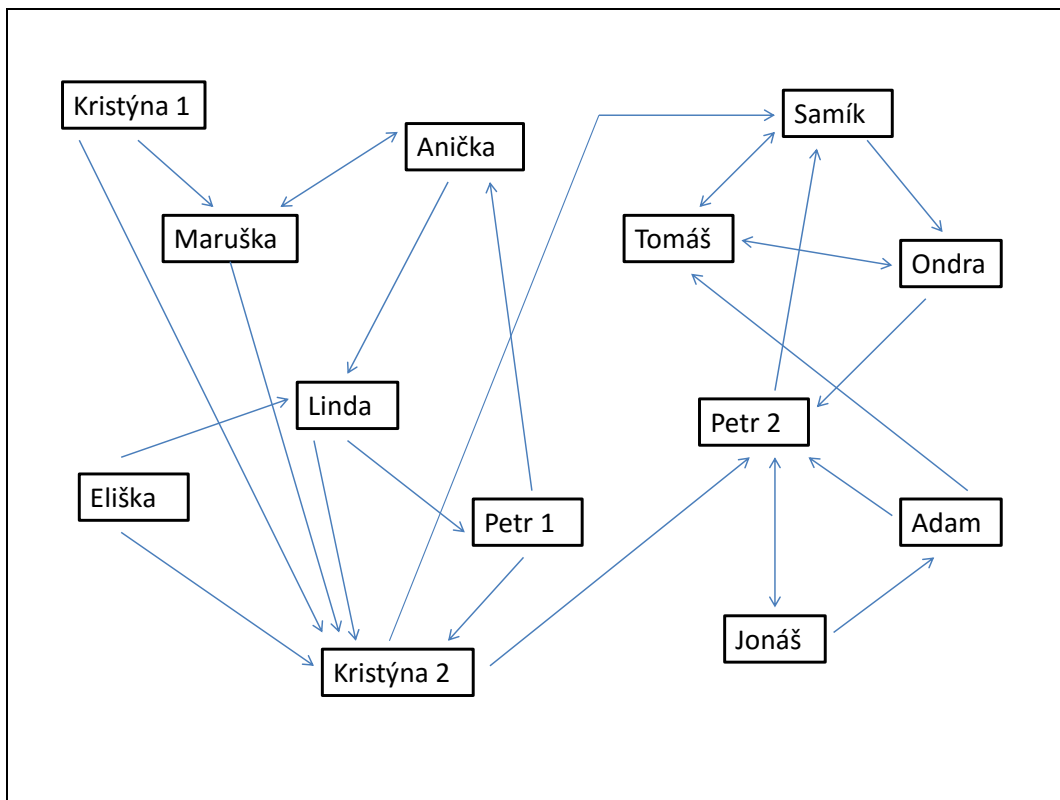 Kristýna 1
Samík
Anička
Maruška
Tomáš
Ondra
Linda
Petr 2
Eliška
Petr 1
Adam
Jonáš
Kristýna 2